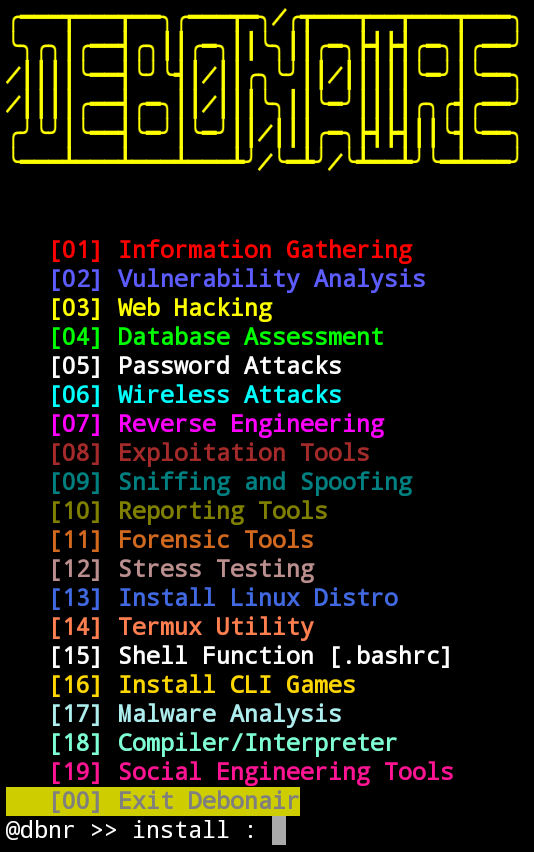 DEBONAIRE
[01] Information Gathering
[02] Vulnerability Analysis
[03] Web Hacking
[04] Database Assessment
[05] Password Attacks
[06] Wireless Attacks
[07] Reverse Engineering
[08] Exploitation Tools
[09] Sniffing and Spoofing
[10] Reporting Tools
[11] Forensic Tools
[12] Stress Testing
[13] Install Linux Distro
[14] Termux Utility
[15] Shell Function [.bashrc]
[16] Install CLI Games
[17] Malware Analysis
[18] Compiler/Interpreter
[19] Social Engineering Tools
[00] Exit Debonair
@dbnr >> install :